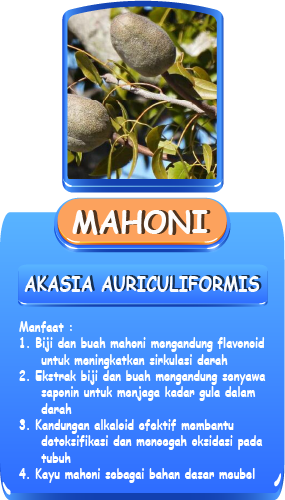 MAHONI
AKASIA AURICULIFORMIS
Manfaat :
1. Biji dan buah mahoni mengandung flavonoid
untuk meningkatkan sirkulasi darah
2. Ekstrak biji dan buah mengandung senyawa
saponin untuk menjaga kadar gula dalam
darah
3. Kandungan alkaloid efektif membantu
detoksifikasi dan mencegah oksidasi pada
tubuh
4. Kayu mahoni sebagai bahan dasar meubel